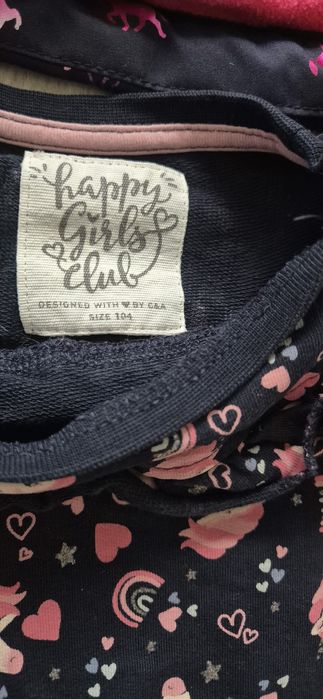 happy
Girls
club
DESIGNED WITH ♥ BY C&A
SIZE 104